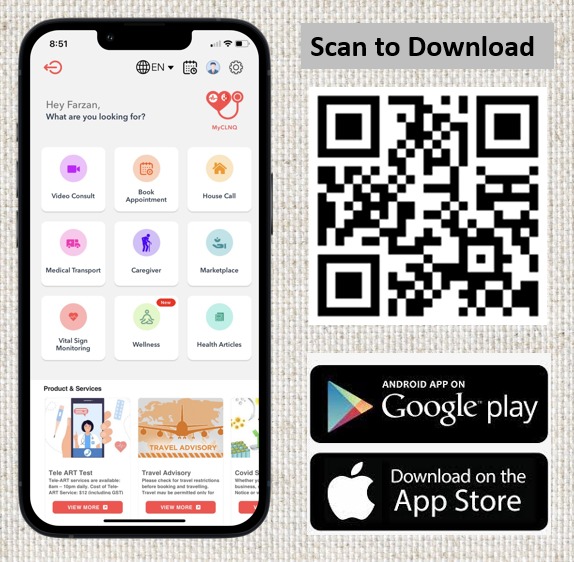 8:51
EN
Hey Farzan,
What are you looking for?
MyCLNQ
Video Consult
Book
Appointment
House Call
Medical Transport
Caregiver
Marketplace
New
Vital Sign
Monitoring
Wellness
Health Articles
Product & Services
TRAVEL ADVISORY
Tele ART Test
Tele-ART services are available:
8am – 10pm daily. Cost of Tele-
ART Service: $12 (including GST)
VIEW MORE
Travel Advisory
Please check for travel restrictions
before booking and travelling.
Travel may be permitted only for
VIEW MORE
Covid S
Whether yo
business,
Notice or
V
Scan to Download
ANDROID APP ON
Google play
Download on the
App Store